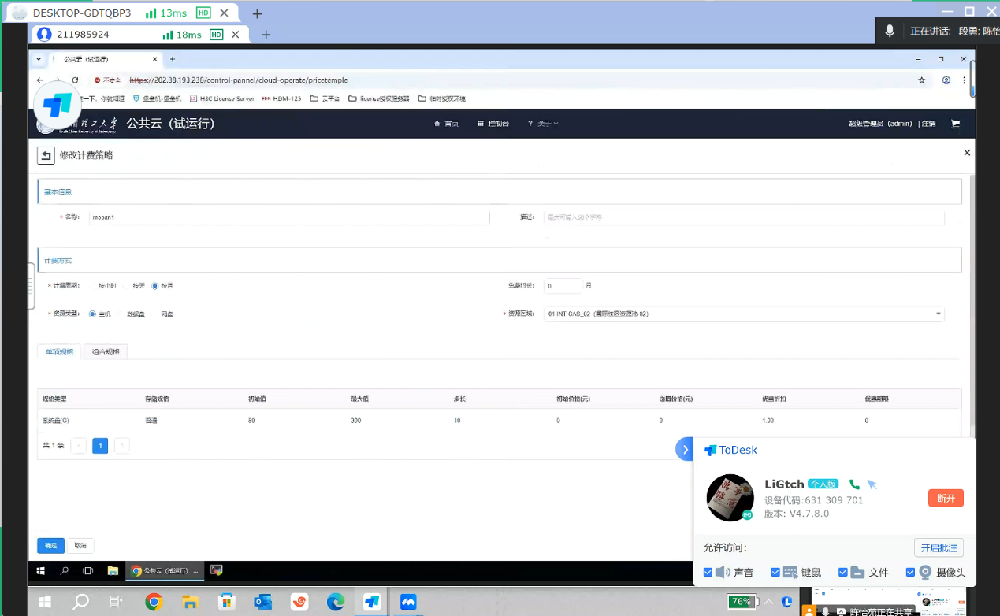 DESKTOP-GDTQBP3 13ms HD
211985924 18ms HD
正在讲话: 段勇; 陈怡
公共云（试运行）
不安全 https://202.38.193.238/control-pannel/cloud-operate/pricetemple
一下，你就知道 堡垒机-堡垒机 H3C License Server HDM HDM-125 云平台 license授权服务器 临时授权环境
South China University of Technology 公共云（试运行） 首页 控制台 ? 关于 超级管理员（admin）|注销
修改计费策略
基本信息
* 名称: moban1 描述: 最大可输入50个字符
计费方式
* 计费周期: 按小时 按天 按月 免费时长: 0 月
* 资源类型: 主机 数据盘 网盘 * 资源区域: 01-INT-CAS_02（国际校区资源池-02)
单项规格 组合规格
规格类型 存储规格 初始值 最大值 步长 初始价格(元) 递增价格(元) 优惠折扣 优惠期限
系统盘(G) 普通 50 300 10 0 0 1.00 0
共 1 条 < 1 >
确定 取消
ToDesk
LiGtch 个人版
设备代码:631 309 701
版本: V4.7.8.0
断开
允许访问: 开启批注
声音 键鼠 文件 摄像头
公共云（试运行）...
76%
陈怡苑正在共享